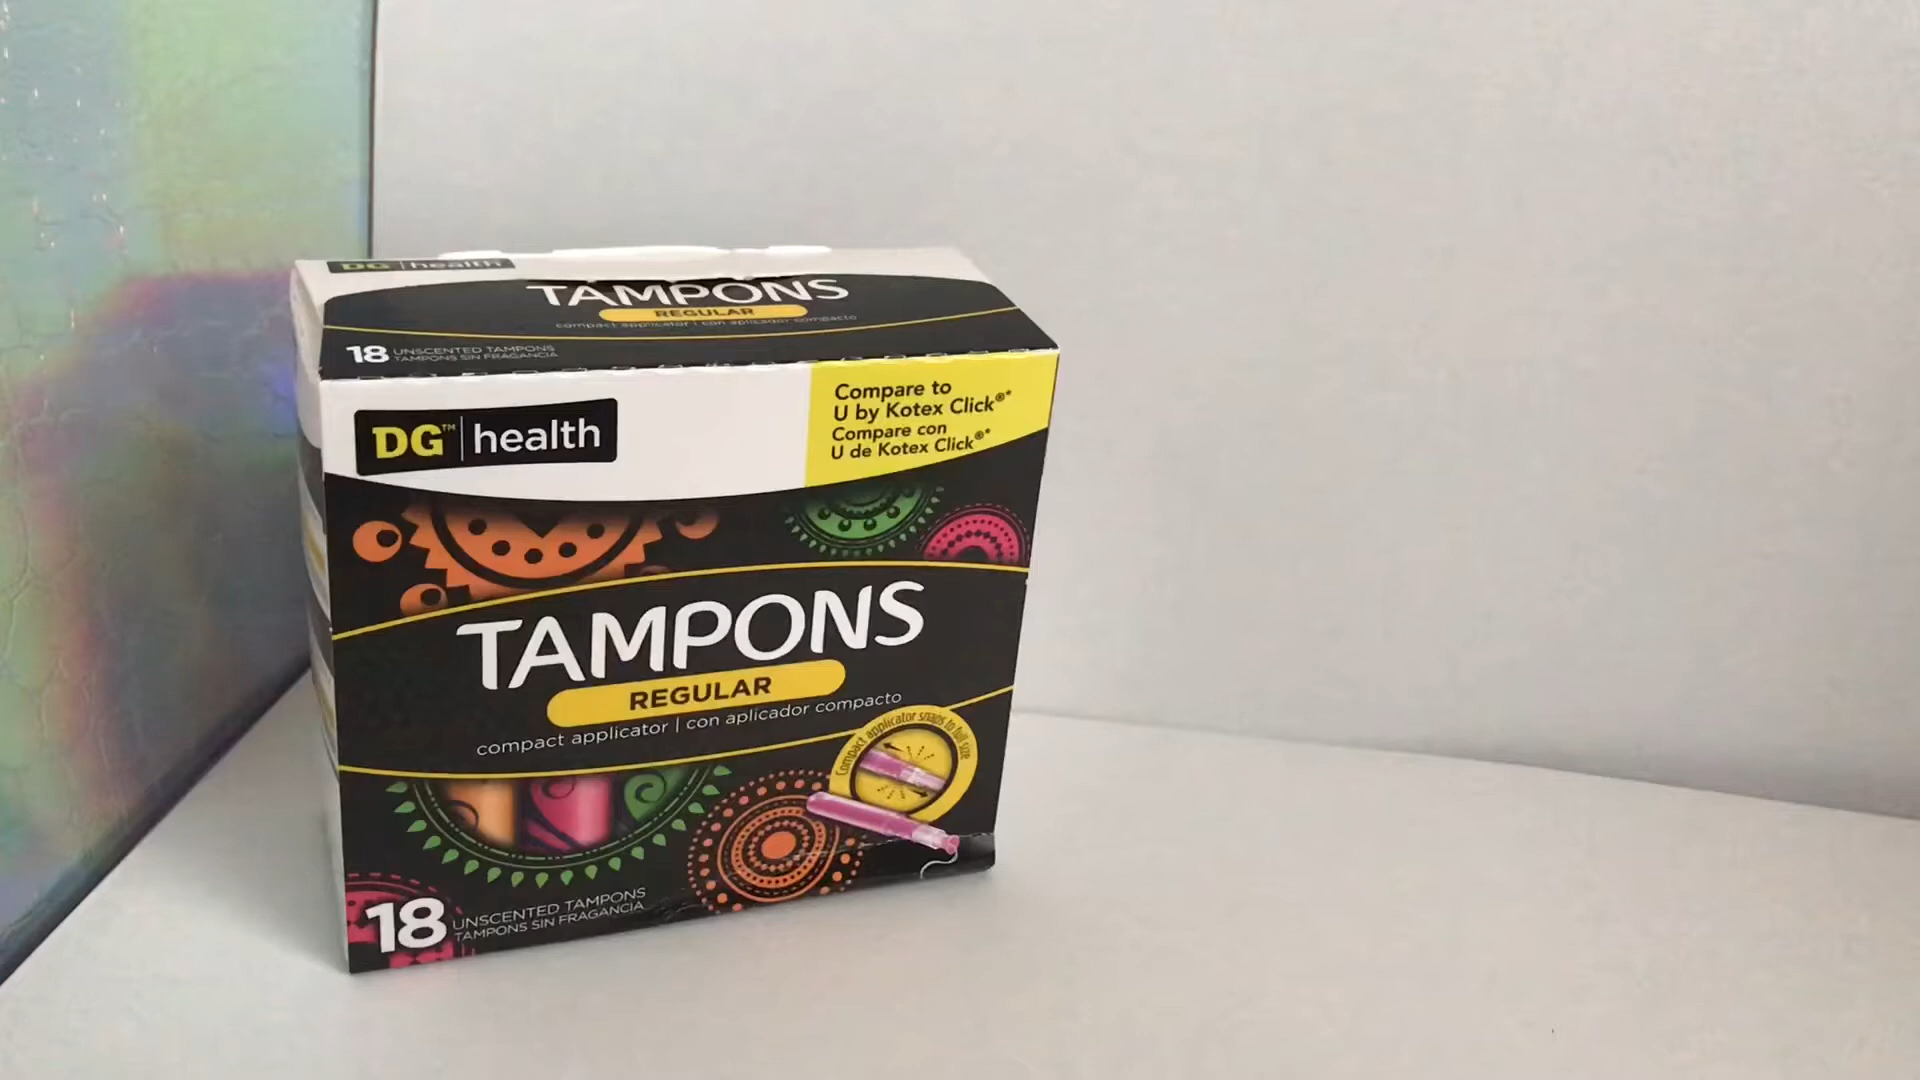 DG | health
TAMPONS
REGULAR
compact applicator | con aplicador compacto
18 UNSCENTED TAMPONS
TAMPONS SIN FRAGANCIA
DG™ | health
Compare to
U by Kotex Click®*
Compare con
U de Kotex Click®*
TAMPONS
REGULAR
compact applicator | con aplicador compacto
Compact applicator snaps to full size
18 UNSCENTED TAMPONS
TAMPONS SIN FRAGANCIA